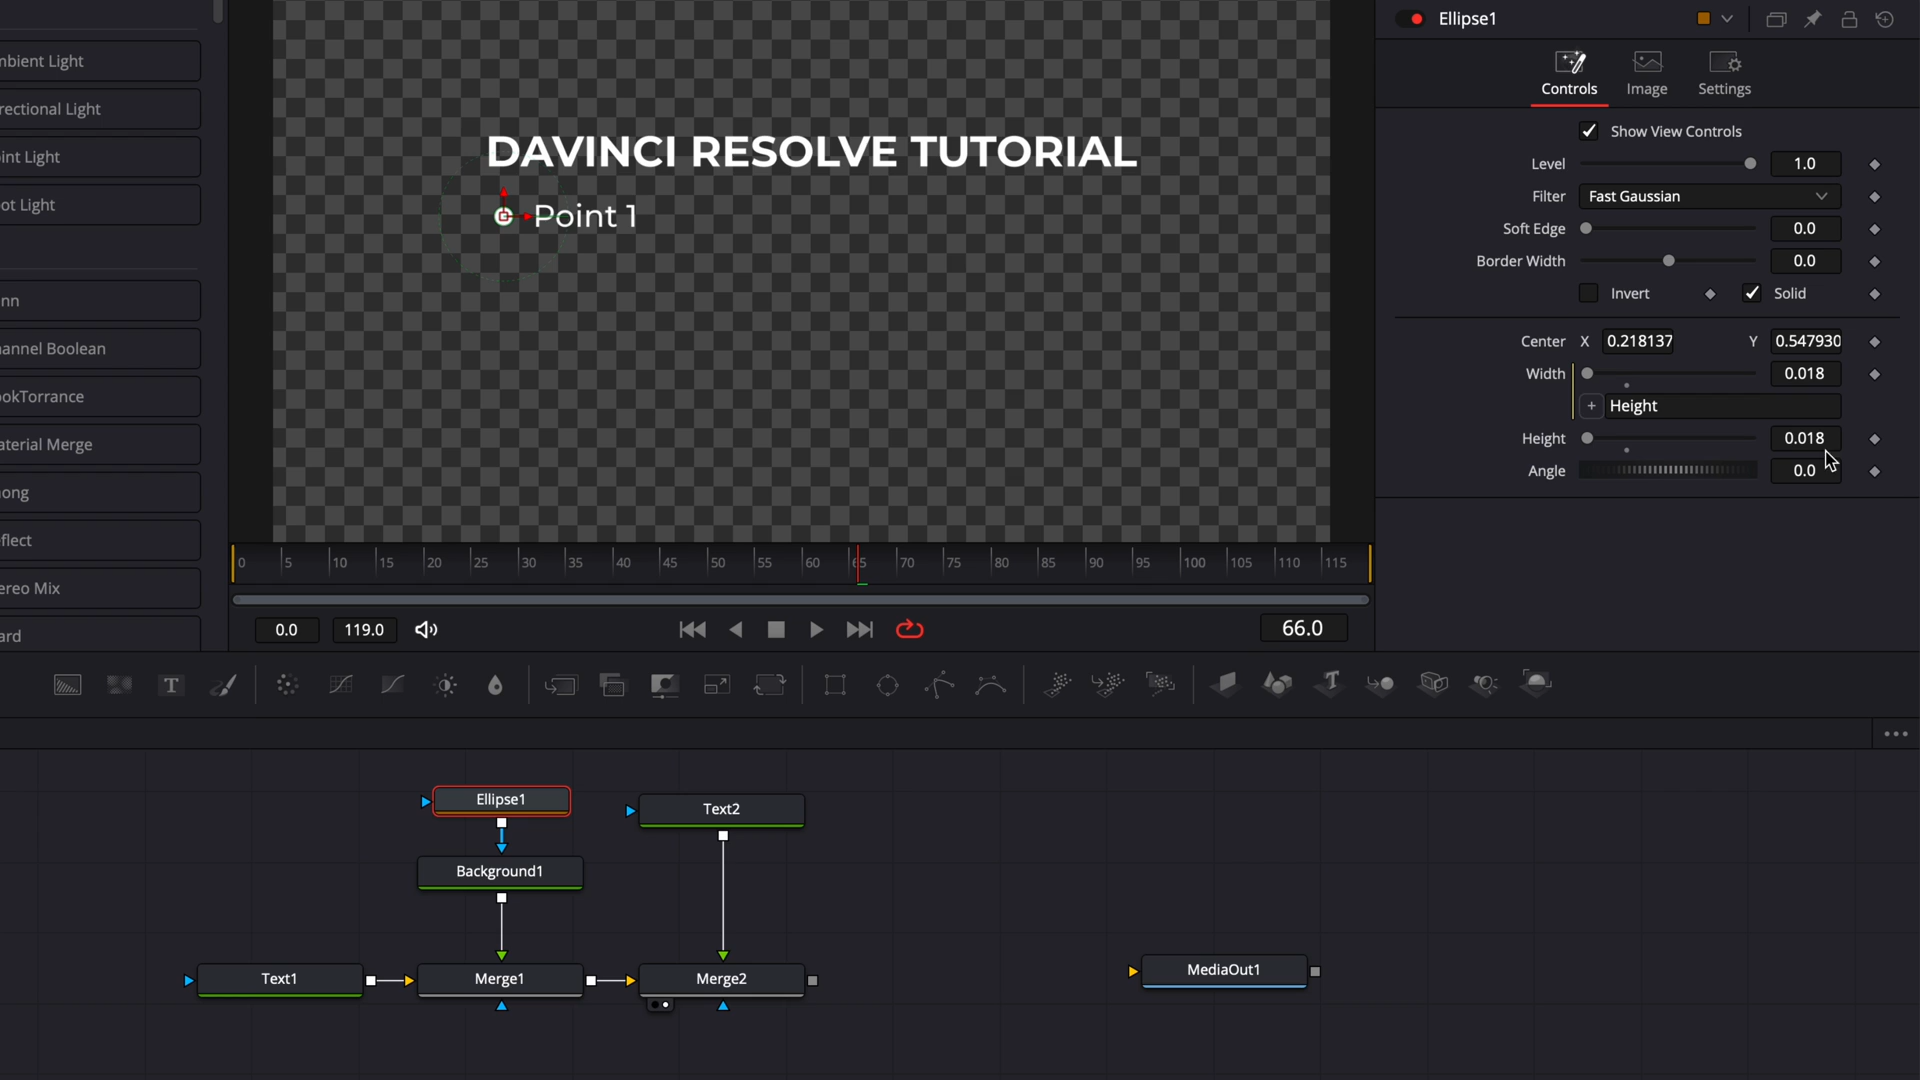 Ellipse1
mbient Light
Controls
Image
Settings
rectional Light
Show View Controls
DAVINCI RESOLVE TUTORIAL
int Light
Level
1.0
Filter
Fast Gaussian
ot Light
Point 1
Soft Edge
0.0
Border Width
0.0
Invert
Solid
nn
Center X 0.218137 Y 0.547930
annel Boolean
Width
0.018
ookTorrance
+ Height
Height
0.018
aterial Merge
Angle
0.0
ong
flect
0 5 10 15 20 25 30 35 40 45 50 55 60 65 70 75 80 85 90 95 100 105 110 115
ereo Mix
0.0
119.0
66.0
ard
T
Ellipse1
Text2
Background1
Text1
Merge1
Merge2
MediaOut1